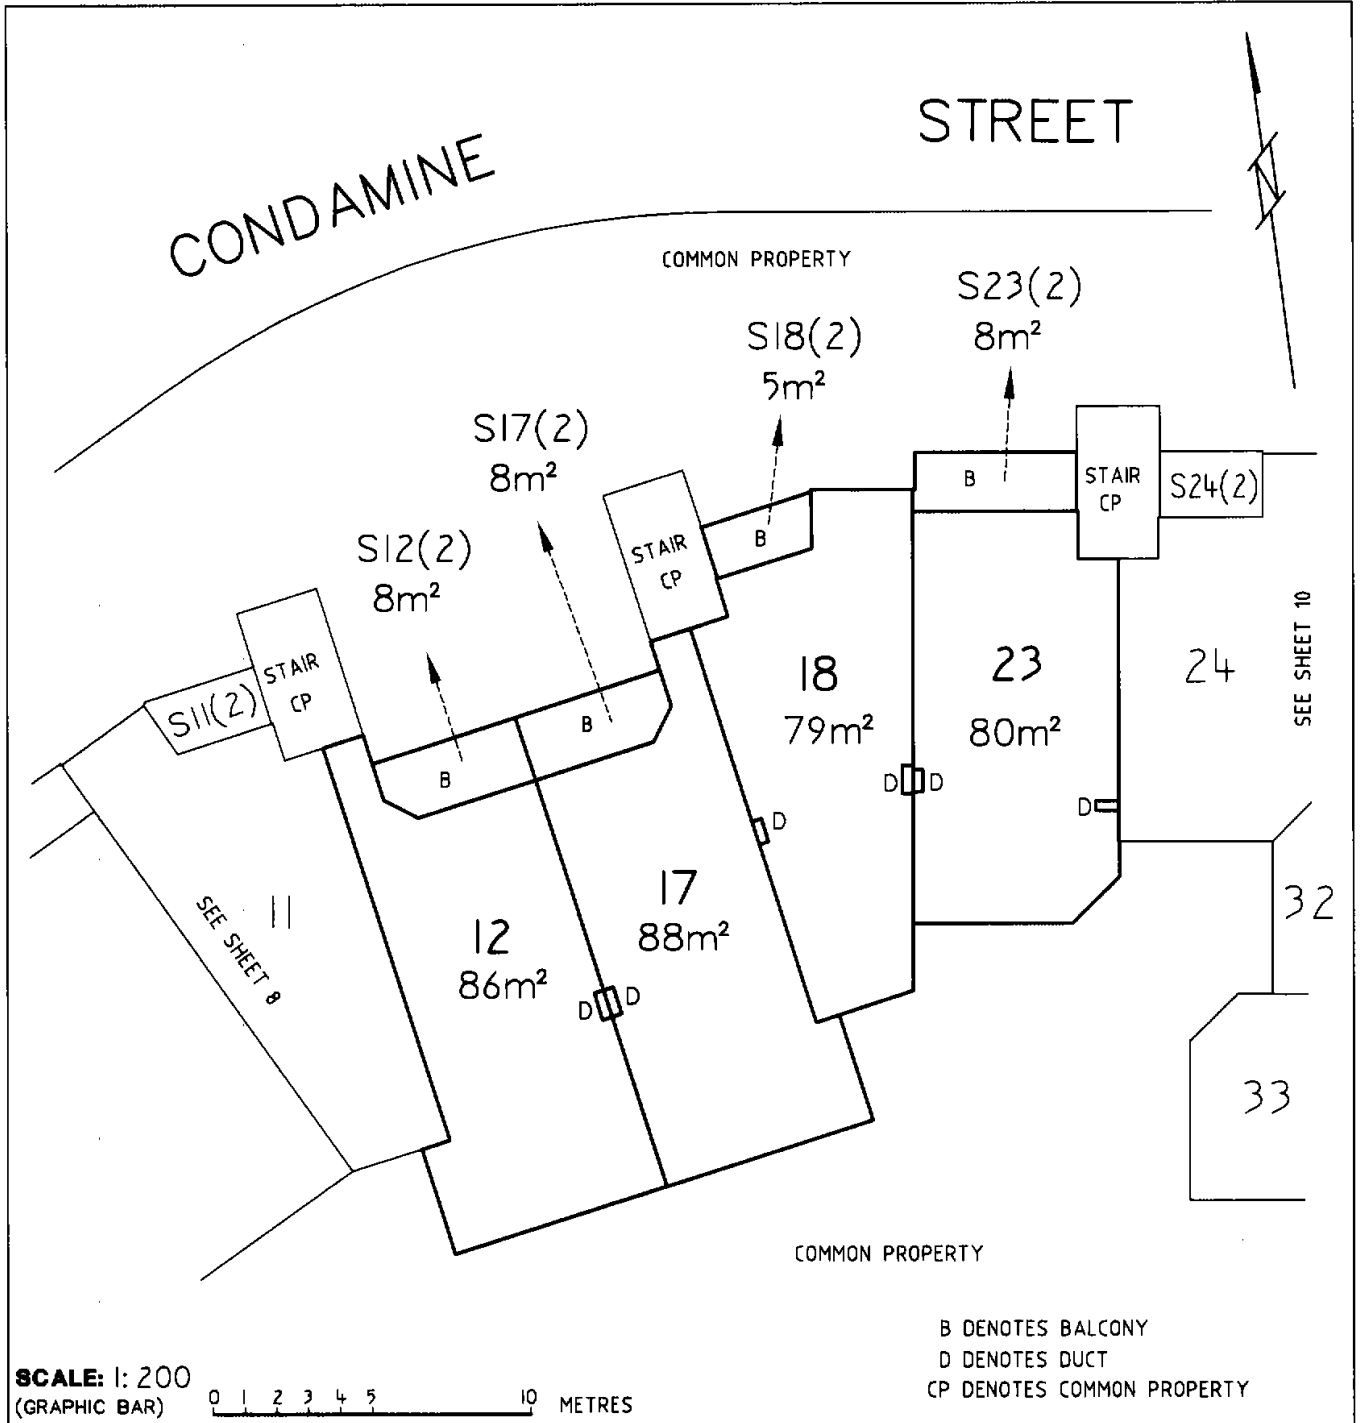 CONDAMINE STREET
COMMON PROPERTY
S23(2)
8m²
S18(2)
5m²
S17(2)
8m²
S12(2)
8m²
B
STAIR
CP
S24(2)
STAIR
CP
B
STAIR
CP
S11(2)
B
B
SEE SHEET 10
18
79m²
23
80m²
24
D D
D
D
11
SEE SHEET 8
12
86m²
17
88m²
D D
32
33
COMMON PROPERTY
B DENOTES BALCONY
D DENOTES DUCT
CP DENOTES COMMON PROPERTY
SCALE: 1: 200
(GRAPHIC BAR)
0 1 2 3 4 5 10 METRES
N